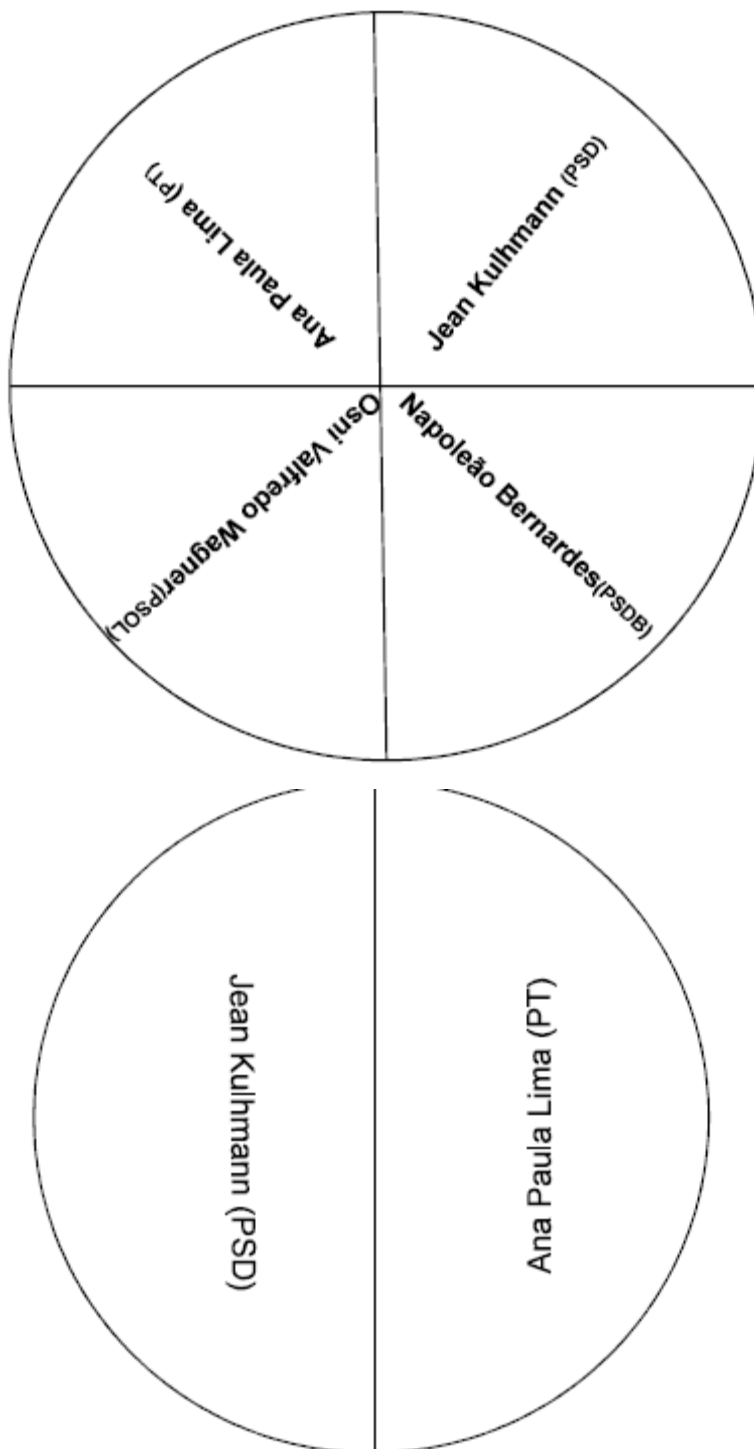 Ana Paula Lima (PT)
Jean Kulhmann (PSD)
Osni Valfredo Wagner(PSOL)
Napoleão Bernardes(PSDB)
Jean Kulhmann (PSD)
Ana Paula Lima (PT)